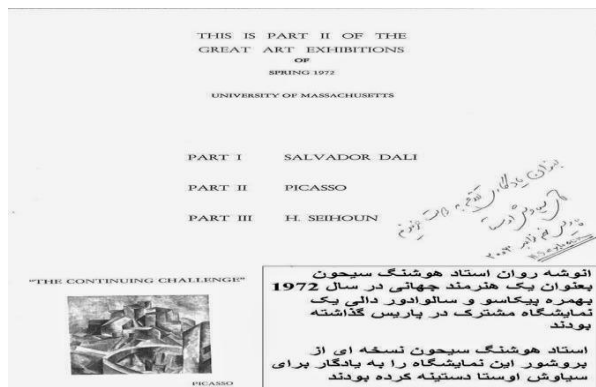 THIS IS PART II OF THE
GREAT ART EXHIBITIONS
OF
SPRING 1972
UNIVERSITY OF MASSACHUSETTS
PART I SALVADOR DALI
PART II PICASSO
PART III H. SEIHOUN
"THE CONTINUING CHALLENGE"
PICASSO
انوشه روان استاد هوشنگ سیحون
بعنوان یک هنرمند جهانی در سال 1972
بهمره پیکاسو و سالوادور دالی یک
نمایشگاه مشترک در پاریس گذاشته
بودند
استاد هوشنگ سیحون نسخه ای از
بروشور این نمایشگاه را به یادگار برای
سیاوش اوستا دستینه کرده بودند